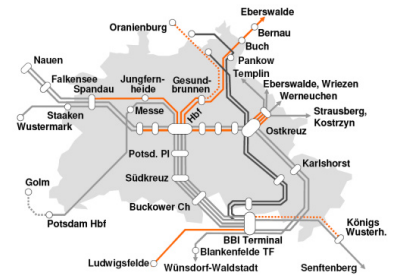 Eberswalde
Oranienburg
Bernau
Buch
Pankow
Nauen
Templin
Falkensee
Jungfern-
heide
Gesund-
brunnen
Eberswalde, Wriezen
Werneuchen
Spandau
Messe
Hbf
Staaken
Wustermark
Strausberg,
Kostrzyn
Ostkreuz
Potsd. Pl
Karlshorst
Südkreuz
Golm
Buckower Ch
Potsdam Hbf
Königs
Wusterh.
BBI Terminal
Blankenfelde TF
Ludwigsfelde
Wünsdorf-Waldstadt
Senftenberg